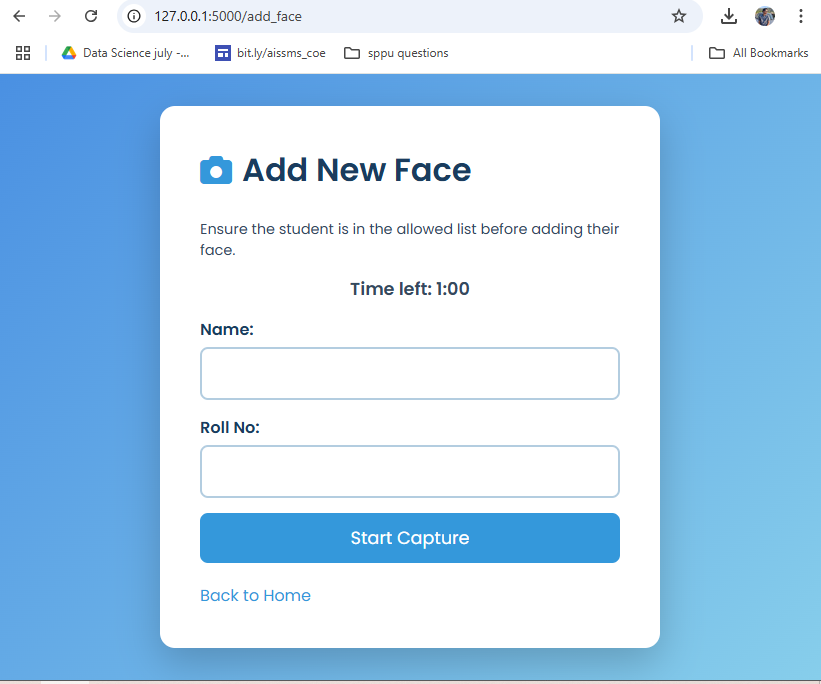 127.0.0.1:5000/add_face
Data Science july -...
bit.ly/aissms_coe
sppu questions
All Bookmarks
Add New Face
Ensure the student is in the allowed list before adding their
face.
Time left: 1:00
Name:
Roll No:
Start Capture
Back to Home